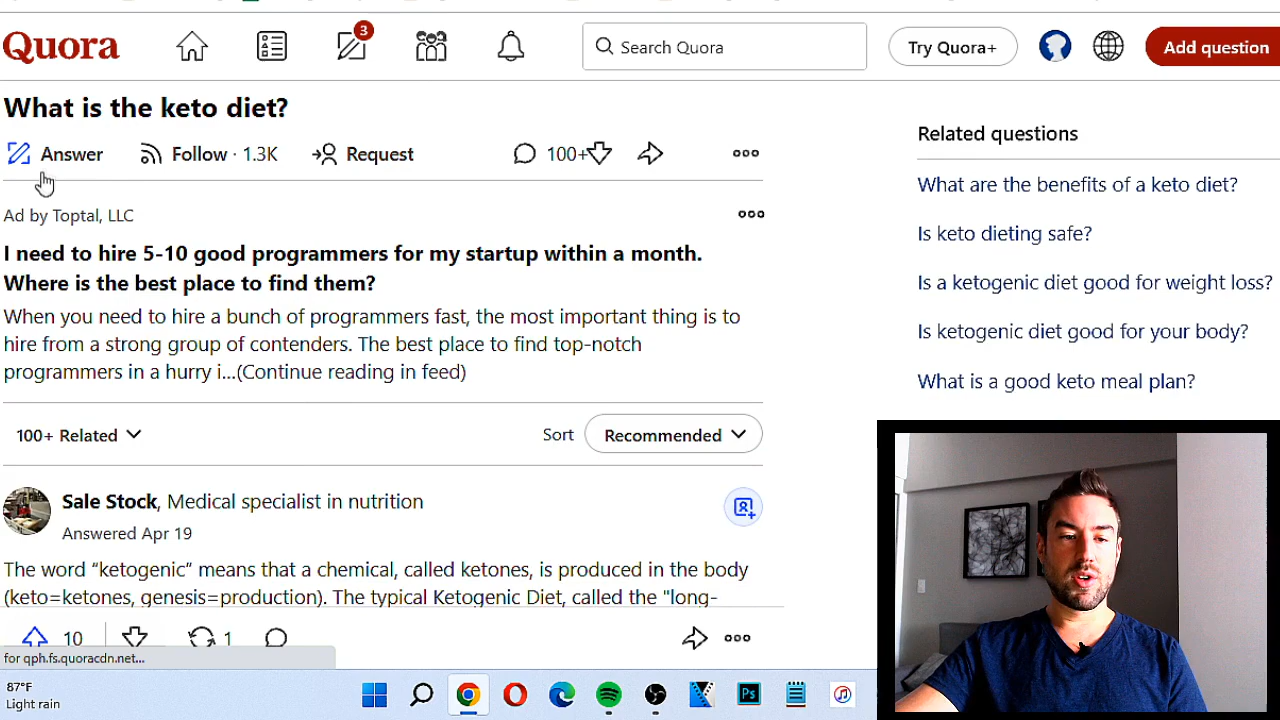 Quora
3
Search Quora
Try Quora+
Add question
What is the keto diet?
Answer
Follow · 1.3K
Request
100+
Ad by Toptal, LLC
I need to hire 5-10 good programmers for my startup within a month.
Where is the best place to find them?
When you need to hire a bunch of programmers fast, the most important thing is to
hire from a strong group of contenders. The best place to find top-notch
programmers in a hurry i...(Continue reading in feed)
100+ Related
Sort
Recommended
Sale Stock, Medical specialist in nutrition
Answered Apr 19
The word “ketogenic” means that a chemical, called ketones, is produced in the body
(keto=ketones, genesis=production). The typical Ketogenic Diet, called the "long-
10
1
for qph.fs.quoracdn.net...
Related questions
What are the benefits of a keto diet?
Is keto dieting safe?
Is a ketogenic diet good for weight loss?
Is ketogenic diet good for your body?
What is a good keto meal plan?
87°F
Light rain
Ps